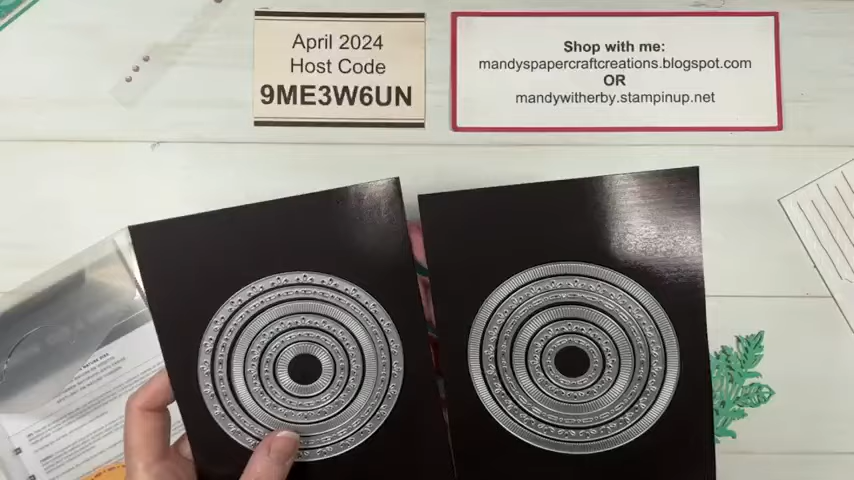 April 2024
Host Code
9ME3W6UN
Shop with me:
mandyspapercraftcreations.blogspot.com
OR
mandywitherby.stampinup.net